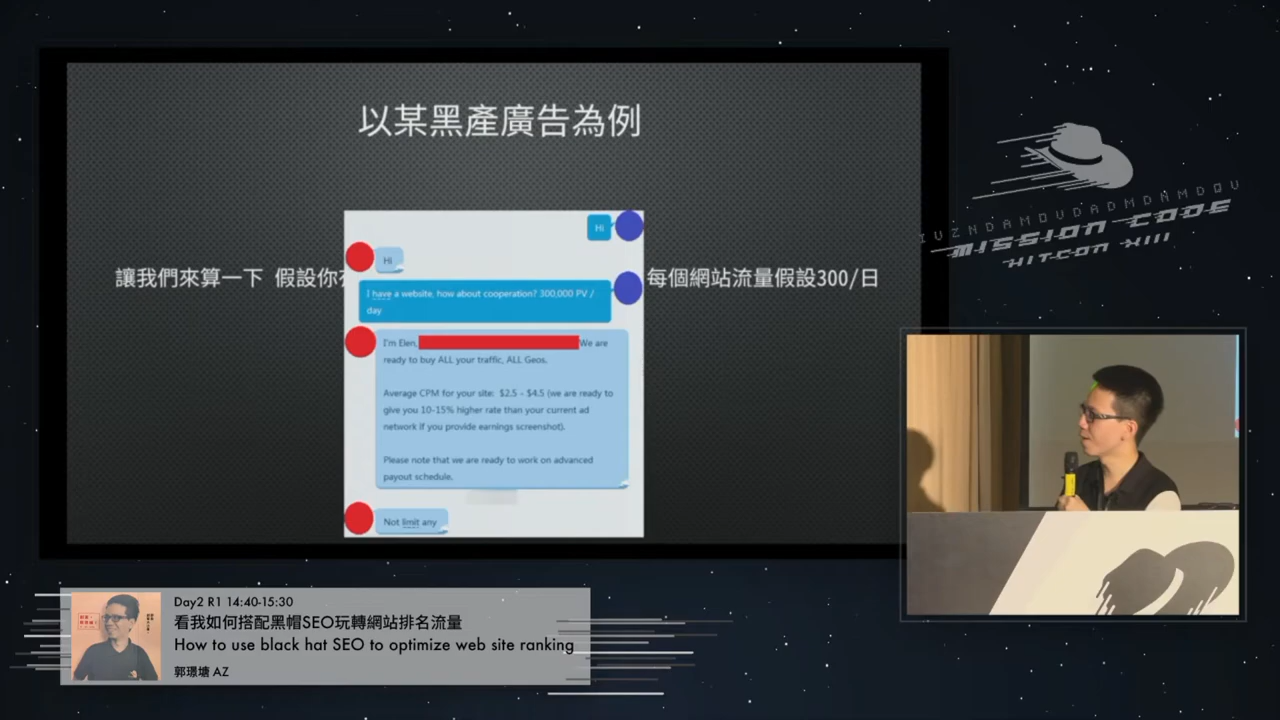 以某黑產廣告為例
讓我們來算一下 假設你有
每個網站流量假設300/日
Hi
Hi
I have a website, how about cooperation? 300,000 PV /
day
I'm Elen, We are
ready to buy ALL your traffic, ALL Geos.
Average CPM for your site: $2.5 - $4.5 (we are ready to
give you 10-15% higher rate than your current ad
network if you provide earnings screenshot).
Please note that we are ready to work on advanced
payout schedule.
Not limit any
MISSION CODE
HITCON XIII
Day2 R1 14:40-15:30
看我如何搭配黑帽SEO玩轉網站排名流量
How to use black hat SEO to optimize web site ranking
郭璟塘 AZ